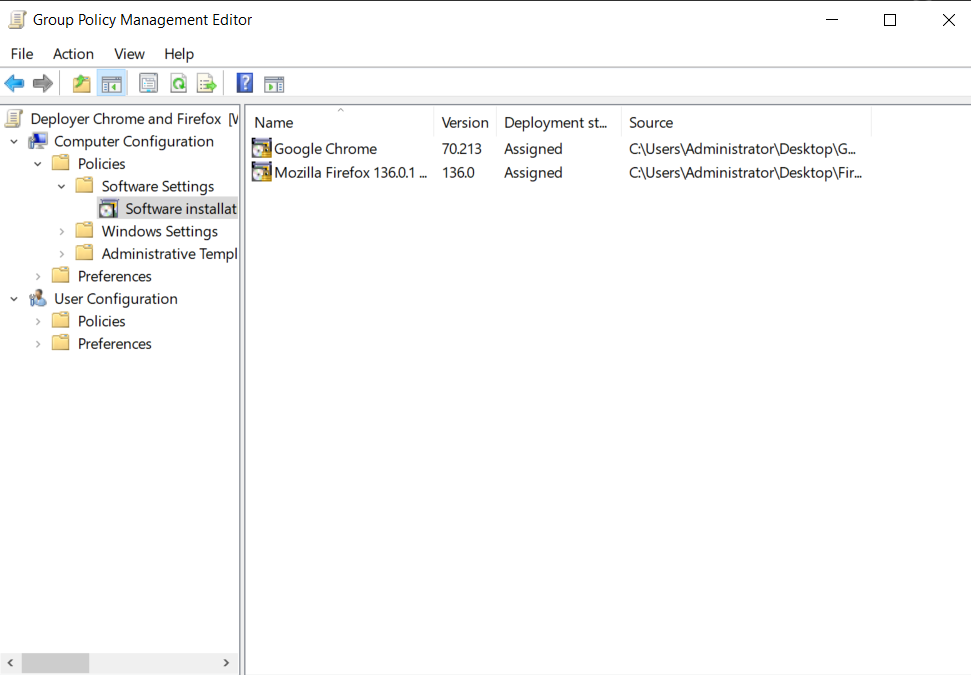 Group Policy Management Editor
File Action View Help
Deployer Chrome and Firefox [
Computer Configuration
Policies
Software Settings
Software installat
Windows Settings
Administrative Templ
Preferences
User Configuration
Policies
Preferences
Name Version Deployment st... Source
Google Chrome 70.213 Assigned C:\Users\Administrator\Desktop\G...
Mozilla Firefox 136.0.1 ... 136.0 Assigned C:\Users\Administrator\Desktop\Fir...